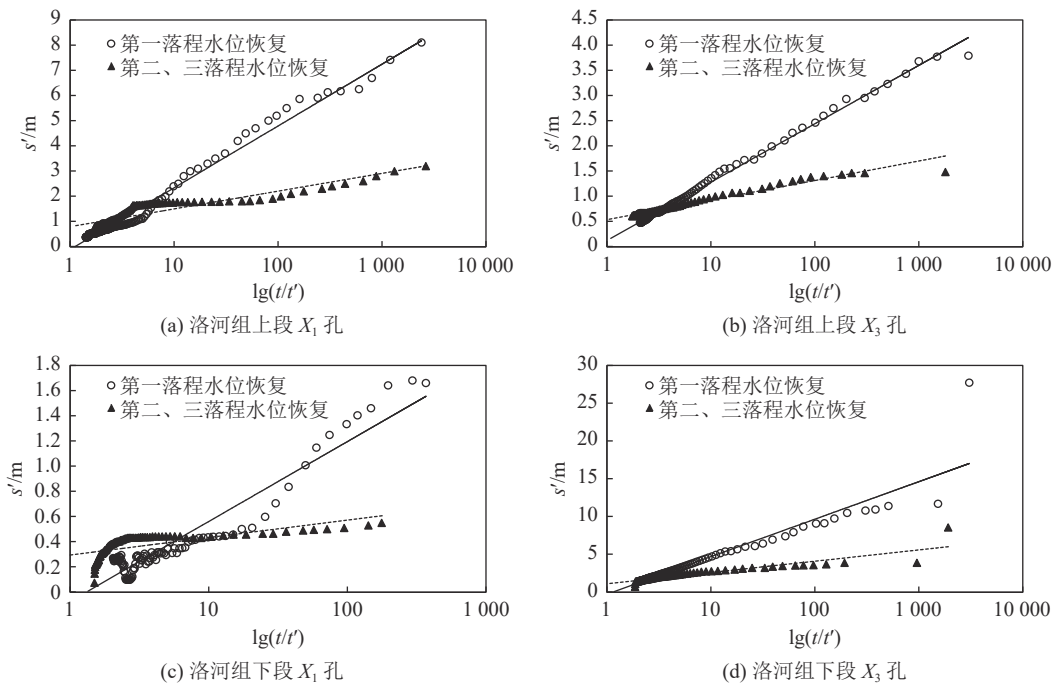 9
8
7
6
5
4
3
2
1
0
s′/m
第一落程水位恢复
第二、三落程水位恢复
1
10
100
1 000
10 000
lg(t/t′)
(a) 洛河组上段 X₁ 孔
4.5
4.0
3.5
3.0
2.5
2.0
1.5
1.0
0.5
0
s′/m
第一落程水位恢复
第二、三落程水位恢复
1
10
100
1 000
10 000
lg(t/t′)
(b) 洛河组上段 X₃ 孔
1.8
1.6
1.4
1.2
1.0
0.8
0.6
0.4
0.2
0
s′/m
第一落程水位恢复
第二、三落程水位恢复
1
10
100
1 000
lg(t/t′)
(c) 洛河组下段 X₁ 孔
30
25
20
15
10
5
0
s′/m
第一落程水位恢复
第二、三落程水位恢复
1
10
100
1 000
10 000
lg(t/t′)
(d) 洛河组下段 X₃ 孔